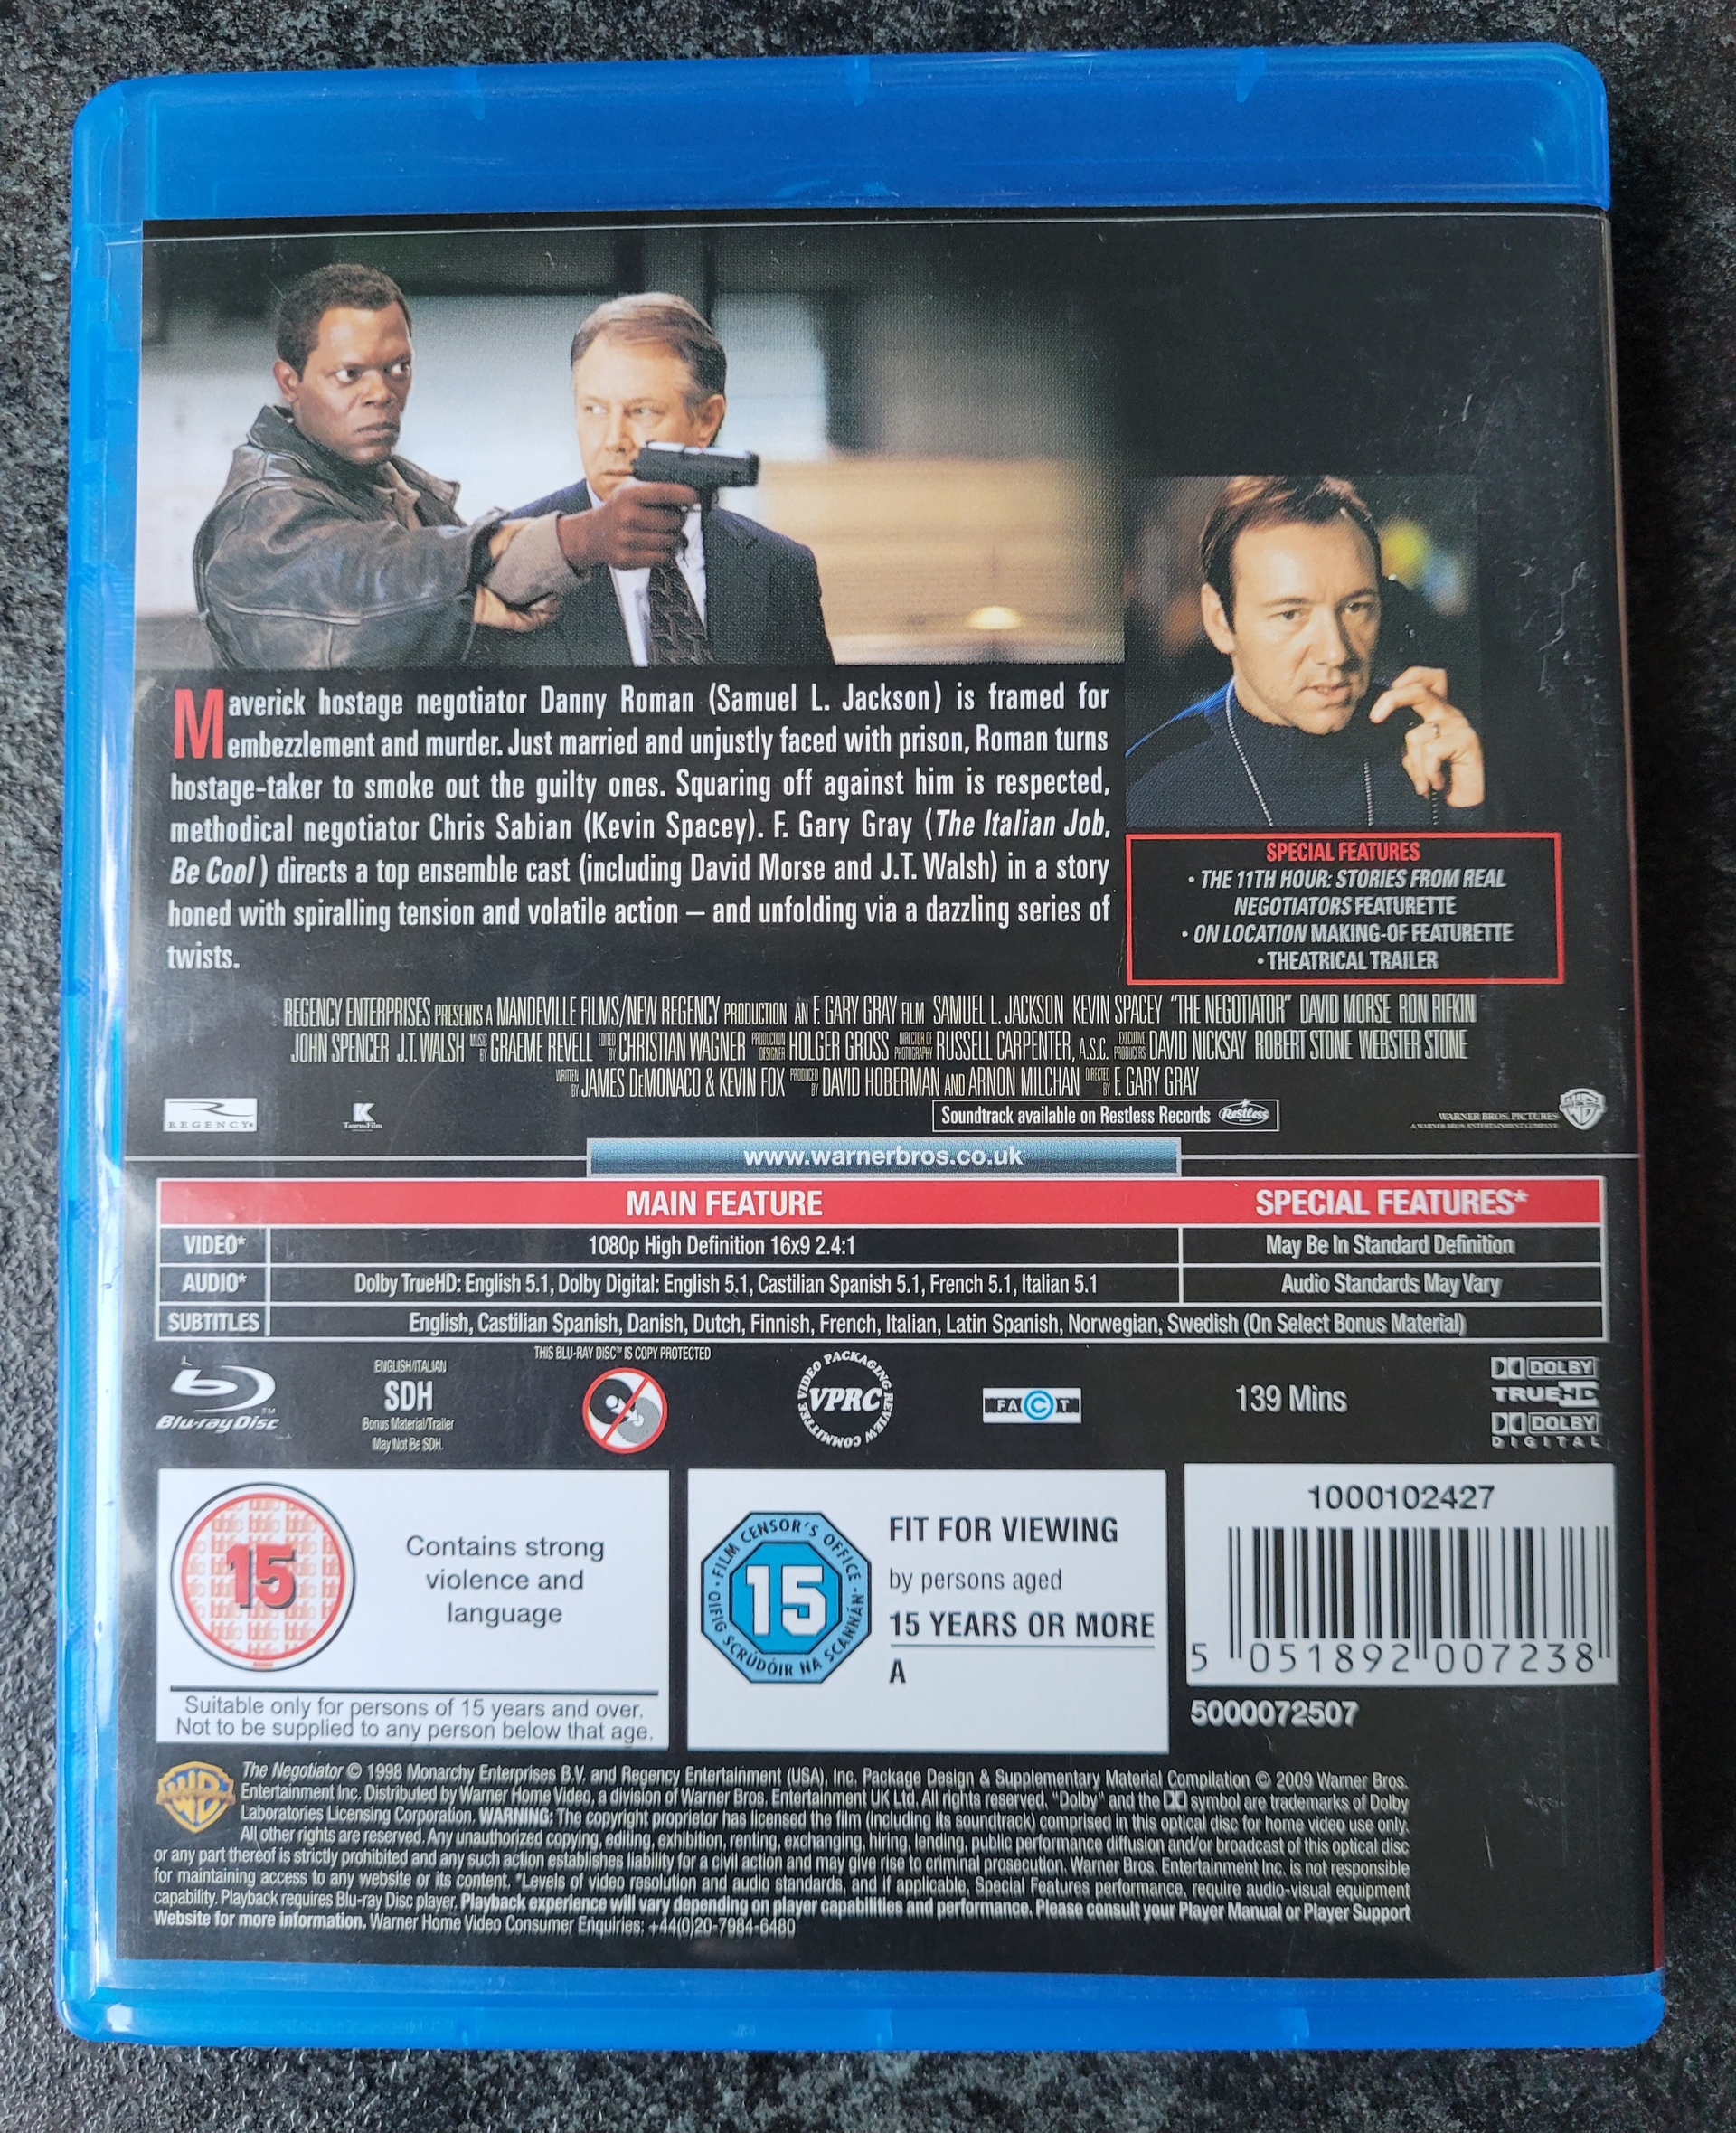 Maverick hostage negotiator Danny Roman (Samuel L. Jackson) is framed for
embezzlement and murder. Just married and unjustly faced with prison, Roman turns
hostage-taker to smoke out the guilty ones. Squaring off against him is respected,
methodical negotiator Chris Sabian (Kevin Spacey). F. Gary Gray (The Italian Job,
Be Cool) directs a top ensemble cast (including David Morse and J.T. Walsh) in a story
honed with spiralling tension and volatile action – and unfolding via a dazzling series of
twists.
SPECIAL FEATURES
• THE 11TH HOUR: STORIES FROM REAL
NEGOTIATORS FEATURETTE
• ON LOCATION MAKING-OF FEATURETTE
• THEATRICAL TRAILER
REGENCY ENTERPRISES PRESENTS A MANDEVILLE FILMS/NEW REGENCY PRODUCTION AN F. GARY GRAY FILM SAMUEL L. JACKSON KEVIN SPACEY "THE NEGOTIATOR" DAVID MORSE RON RIFKIN
JOHN SPENCER J.T. WALSH MUSIC BY GRAEME REVELL EDITED BY CHRISTIAN WAGNER PRODUCTION DESIGNER HOLGER GROSS DIRECTOR OF PHOTOGRAPHY RUSSELL CARPENTER, A.S.C. EXECUTIVE PRODUCERS DAVID NICKSAY ROBERT STONE WEBSTER STONE
WRITTEN BY JAMES DEMONACO & KEVIN FOX PRODUCED BY DAVID HOBERMAN AND ARNON MILCHAN DIRECTED BY F. GARY GRAY
R REGENCY®
K Taurus Film
Soundtrack available on Restless Records Restless
WARNER BROS. PICTURES
A WARNER BROS. ENTERTAINMENT COMPANY
WB
www.warnerbros.co.uk
MAIN FEATURE SPECIAL FEATURES*
VIDEO* 1080p High Definition 16x9 2.4:1 May Be In Standard Definition
AUDIO* Dolby TrueHD: English 5.1, Dolby Digital: English 5.1, Castilian Spanish 5.1, French 5.1, Italian 5.1 Audio Standards May Vary
SUBTITLES English, Castilian Spanish, Danish, Dutch, Finnish, French, Italian, Latin Spanish, Norwegian, Swedish (On Select Bonus Material)
Blu-ray Disc™
ENGLISH/ITALIAN
SDH
Bonus Material/Trailer
May Not Be SDH.
THIS BLU-RAY DISC™ IS COPY PROTECTED
VIDEO PACKAGING REVIEW COMMITTEE
VPRC
FACT
139 Mins
DOLBY
TRUEHD
DOLBY
DIGITAL
15
Contains strong
violence and
language
Suitable only for persons of 15 years and over.
Not to be supplied to any person below that age.
FILM CENSOR'S OFFICE · OIFIG SCRÚDÓIR NA SCANNÁN ·
15
FIT FOR VIEWING
by persons aged
15 YEARS OR MORE
A
1000102427
5 051892 007238
5000072507
WB
The Negotiator © 1998 Monarchy Enterprises B.V. and Regency Entertainment (USA), Inc. Package Design & Supplementary Material Compilation © 2009 Warner Bros.
Entertainment Inc. Distributed by Warner Home Video, a division of Warner Bros. Entertainment UK Ltd. All rights reserved. "Dolby" and the DD symbol are trademarks of Dolby
Laboratories Licensing Corporation. WARNING: The copyright proprietor has licensed the film (including its soundtrack) comprised in this optical disc for home video use only.
All other rights are reserved. Any unauthorized copying, editing, exhibition, renting, exchanging, hiring, lending, public performance diffusion and/or broadcast of this optical disc
or any part thereof is strictly prohibited and any such action establishes liability for a civil action and may give rise to criminal prosecution. Warner Bros. Entertainment Inc. is not responsible
for maintaining access to any website or its content. *Levels of video resolution and audio standards, and if applicable, Special Features performance, require audio-visual equipment
capability. Playback requires Blu-ray Disc player. Playback experience will vary depending on player capabilities and performance. Please consult your Player Manual or Player Support
Website for more information. Warner Home Video Consumer Enquiries: +44(0)20-7984-6480